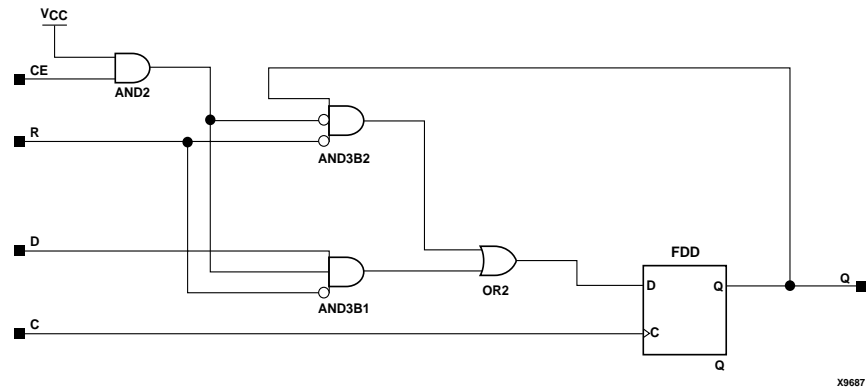 VCC
CE
AND2
R
AND3B2
D
AND3B1
OR2
FDD
D
Q
C
Q
Q
C
X9687